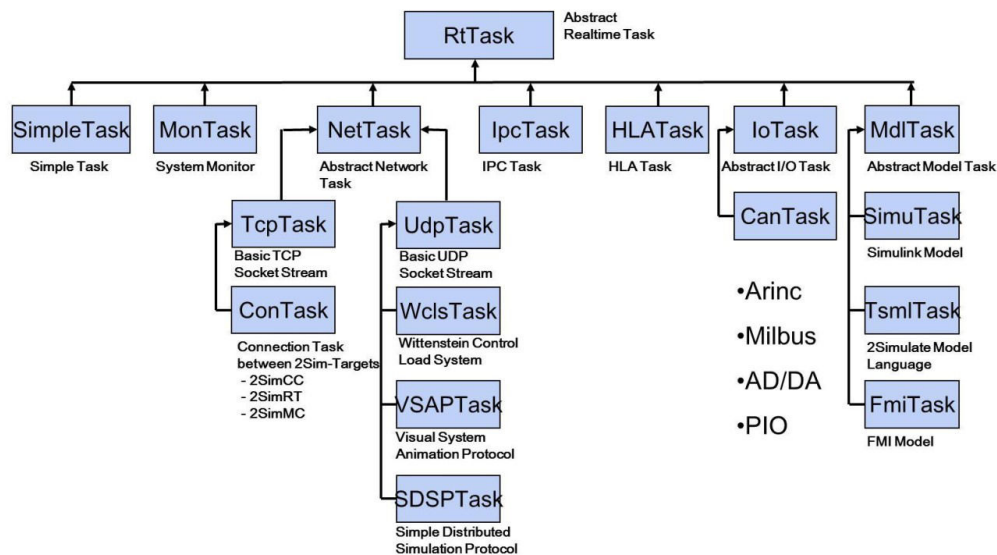 RtTask
Abstract
Realtime Task
SimpleTask
Simple Task
MonTask
System Monitor
NetTask
Abstract Network
Task
IpcTask
IPC Task
HLATask
HLA Task
IoTask
Abstract I/O Task
MdlTask
Abstract Model Task
TcpTask
Basic TCP
Socket Stream
UdpTask
Basic UDP
Socket Stream
CanTask
SimuTask
Simulink Model
ConTask
Connection Task
between 2Sim-Targets
- 2SimCC
- 2SimRT
- 2SimMC
WclsTask
Wittenstein Control
Load System
•Arinc
•Milbus
•AD/DA
•PIO
TsmlTask
2Simulate Model
Language
VSAPTask
Visual System
Animation Protocol
FmiTask
FMI Model
SDSPTask
Simple Distributed
Simulation Protocol